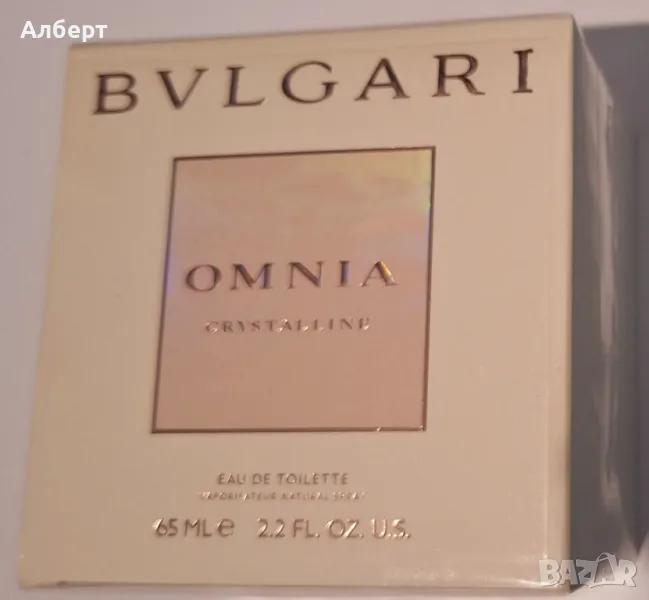 Алберт
BVLGARI
OMNIA
CRYSTALLINE
EAU DE TOILETTE
VAPORISATEUR NATURAL SPRAY
65 ML e 2.2 FL. OZ. U.S.
BAZAR